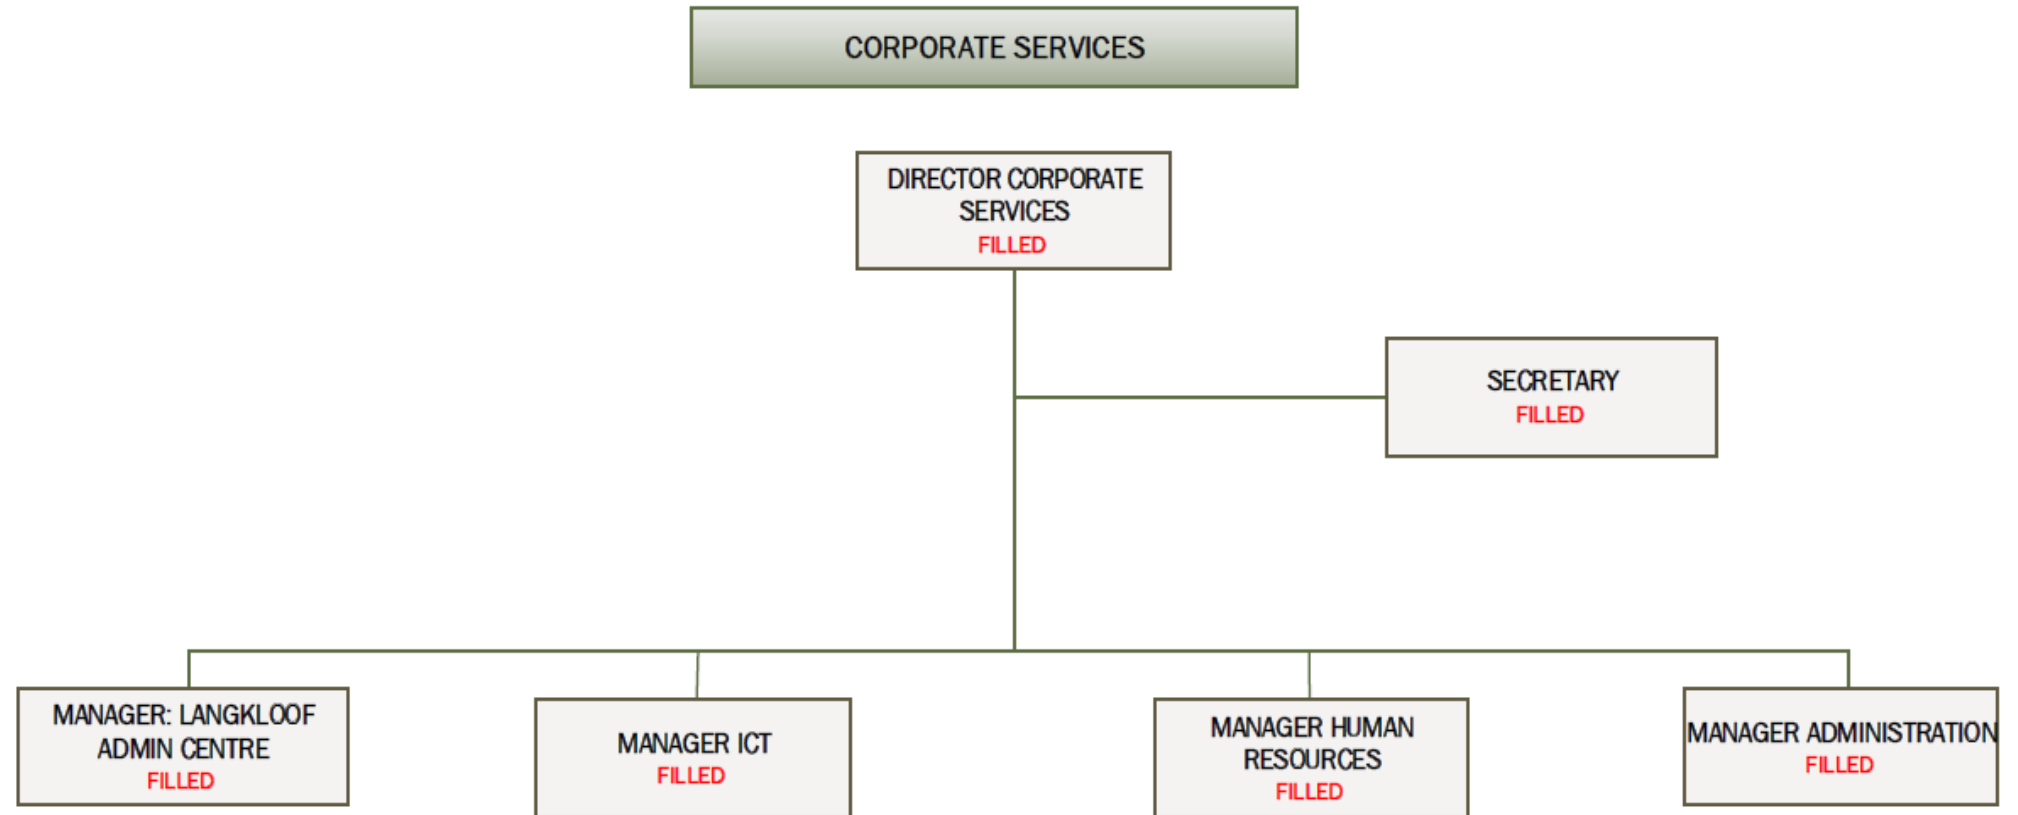 CORPORATE SERVICES
DIRECTOR CORPORATE
SERVICES
FILLED
SECRETARY
FILLED
MANAGER: LANGKLOOF
ADMIN CENTRE
FILLED
MANAGER ICT
FILLED
MANAGER HUMAN
RESOURCES
FILLED
MANAGER ADMINISTRATION
FILLED